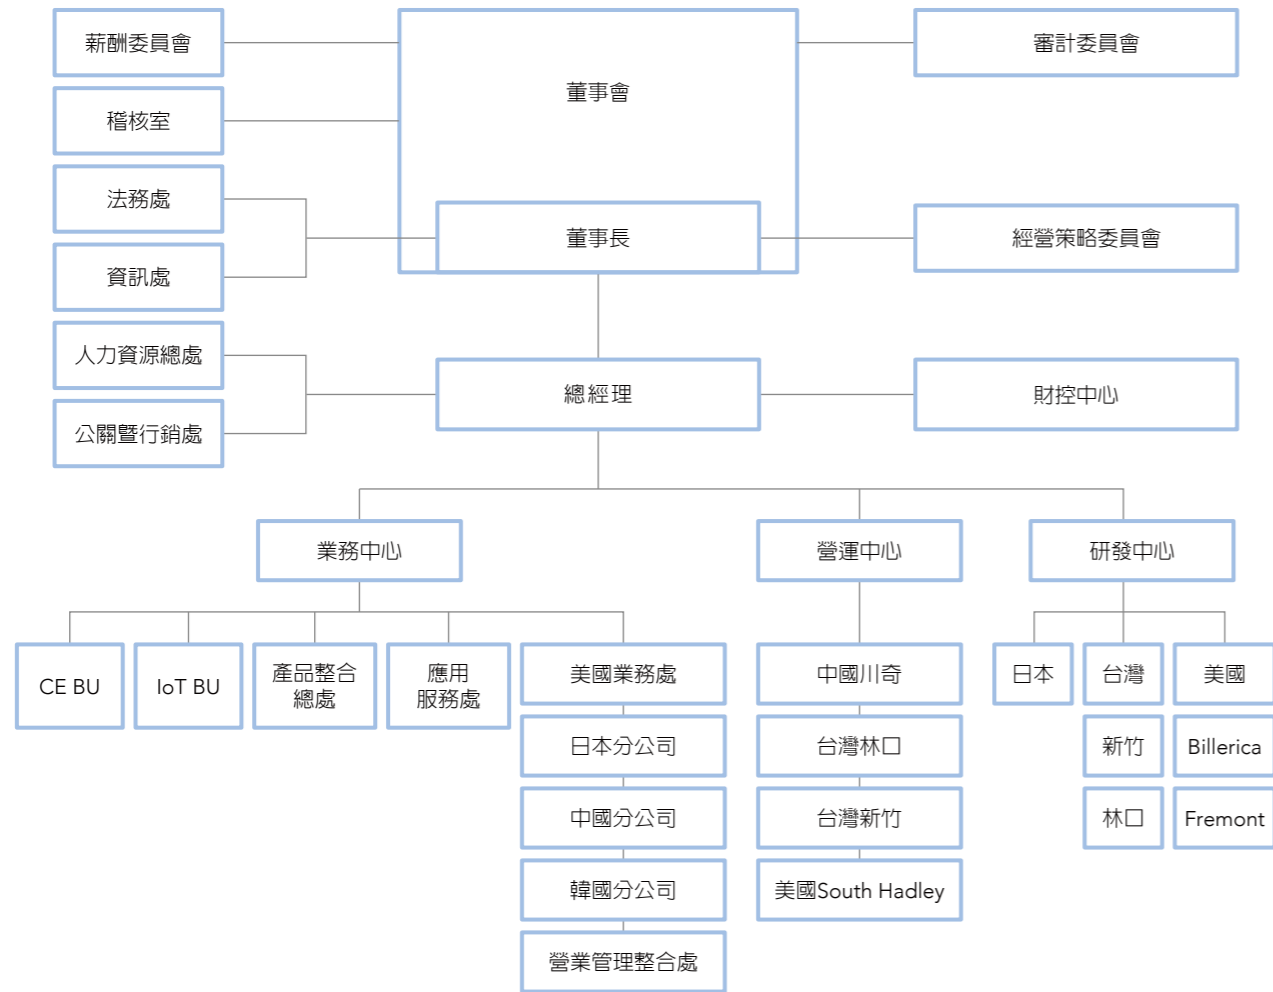 薪酬委員會
董事會
審計委員會
稽核室
法務處
董事長
經營策略委員會
資訊處
人力資源總處
總經理
財控中心
公關暨行銷處
業務中心
營運中心
研發中心
CE BU
IoT BU
產品整合
總處
應用
服務處
美國業務處
日本分公司
中國分公司
韓國分公司
營業管理整合處
中國川奇
台灣林口
台灣新竹
美國South Hadley
日本
台灣
新竹
林口
美國
Billerica
Fremont